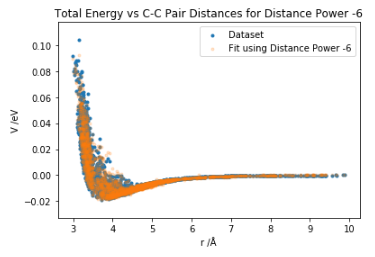 Total Energy vs C-C Pair Distances for Distance Power -6
Dataset
Fit using Distance Power -6
V /eV
0.10
0.08
0.06
0.04
0.02
0.00
−0.02
3 4 5 6 7 8 9 10
r /Å